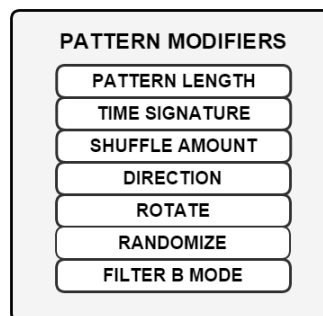 PATTERN MODIFIERS
PATTERN LENGTH
TIME SIGNATURE
SHUFFLE AMOUNT
DIRECTION
ROTATE
RANDOMIZE
FILTER B MODE